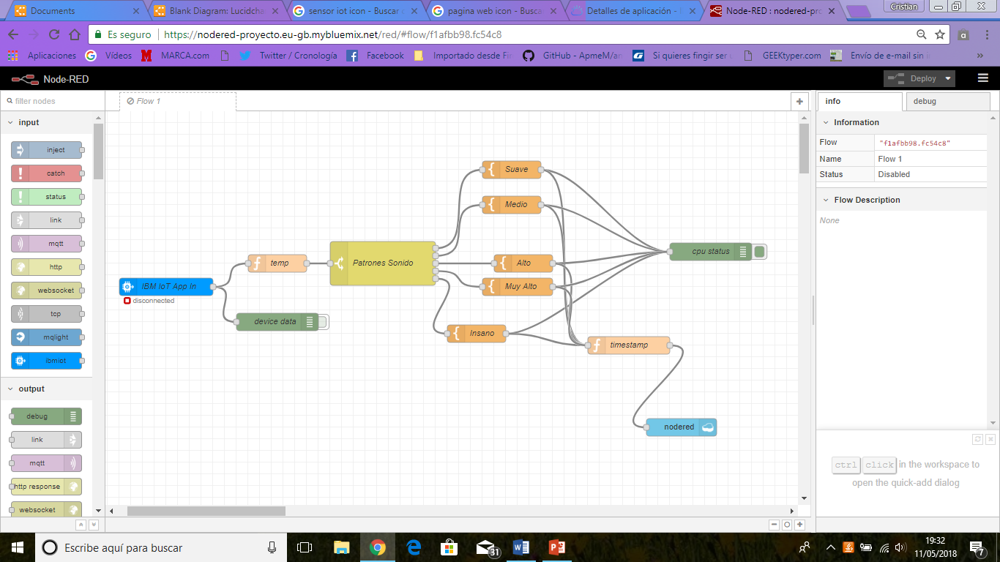 Cristian
Documents
Blank Diagram: Lucidcha
sensor iot icon - Buscar
pagina web icon - Busca
Detalles de aplicación -
Node-RED : nodered-pro
Es seguro
https://nodered-proyecto.eu-gb.mybluemix.net/red/#flow/f1afbb98.fc54c8
Aplicaciones
Vídeos
MARCA.com
Twitter / Cronología
Facebook
Importado desde Fir
GitHub - ApmeM/an
Si quieres fingir ser
GEEKtyper.com
Envío de e-mail sin i
Node-RED
Deploy
filter nodes
Flow 1
info
debug
input
inject
catch
status
link
mqtt
http
websocket
tcp
mqlight
ibmiot
output
debug
link
mqtt
http response
websocket
Suave
Medio
cpu status
temp
Patrones Sonido
Alto
IBM IoT App In
Muy Alto
disconnected
device data
Insano
timestamp
nodered
Information
Flow "f1afbb98.fc54c8"
Name Flow 1
Status Disabled
Flow Description
None
ctrl click in the workspace to
open the quick-add dialog
Escribe aquí para buscar
31
19:32
11/05/2018
7